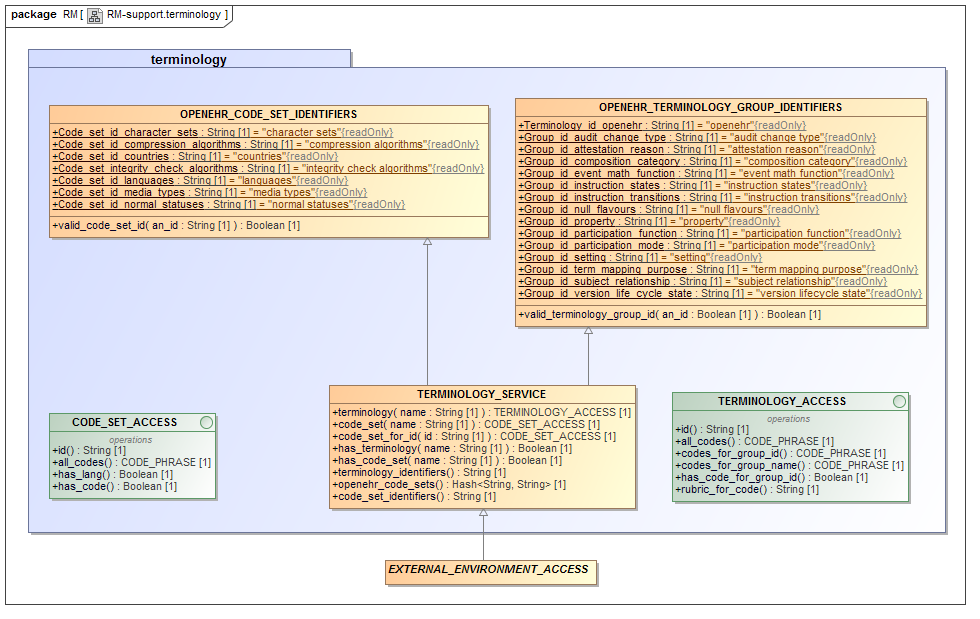 package RM [ RM-support.terminology ]
terminology
OPENEHR_CODE_SET_IDENTIFIERS
+Code_set_id_character_sets : String [1] = "character sets"{readOnly}
+Code_set_id_compression_algorithms : String [1] = "compression algorithms"{readOnly}
+Code_set_id_countries : String [1] = "countries"{readOnly}
+Code_set_integrity_check_algorithms : String [1] = "integrity check algorithms"{readOnly}
+Code_set_id_languages : String [1] = "languages"{readOnly}
+Code_set_id_media_types : String [1] = "media types"{readOnly}
+Code_set_id_normal_statuses : String [1] = "normal statuses"{readOnly}
+valid_code_set_id( an_id : String [1] ) : Boolean [1]
OPENEHR_TERMINOLOGY_GROUP_IDENTIFIERS
+Terminology_id_openehr : String [1] = "openehr"{readOnly}
+Group_id_audit_change_type : String [1] = "audit change type"{readOnly}
+Group_id_attestation_reason : String [1] = "attestation reason"{readOnly}
+Group_id_composition_category : String [1] = "composition category"{readOnly}
+Group_id_event_math_function : String [1] = "event math function"{readOnly}
+Group_id_instruction_states : String [1] = "instruction states"{readOnly}
+Group_id_instruction_transitions : String [1] = "instruction transitions"{readOnly}
+Group_id_null_flavours : String [1] = "null flavours"{readOnly}
+Group_id_property : String [1] = "property"{readOnly}
+Group_id_participation_function : String [1] = "participation function"{readOnly}
+Group_id_participation_mode : String [1] = "participation mode"{readOnly}
+Group_id_setting : String [1] = "setting"{readOnly}
+Group_id_term_mapping_purpose : String [1] = "term mapping purpose"{readOnly}
+Group_id_subject_relationship : String [1] = "subject relationship"{readOnly}
+Group_id_version_life_cycle_state : String [1] = "version lifecycle state"{readOnly}
+valid_terminology_group_id( an_id : Boolean [1] ) : Boolean [1]
CODE_SET_ACCESS
operations
+id() : String [1]
+all_codes() : CODE_PHRASE [1]
+has_lang() : Boolean [1]
+has_code() : Boolean [1]
TERMINOLOGY_SERVICE
+terminology( name : String [1] ) : TERMINOLOGY_ACCESS [1]
+code_set( name : String [1] ) : CODE_SET_ACCESS [1]
+code_set_for_id( id : String [1] ) : CODE_SET_ACCESS [1]
+has_terminology( name : String [1] ) : Boolean [1]
+has_code_set( name : String [1] ) : Boolean [1]
+terminology_identifiers() : String [1]
+openehr_code_sets() : Hash<String, String> [1]
+code_set_identifiers() : String [1]
TERMINOLOGY_ACCESS
operations
+id() : String [1]
+all_codes() : CODE_PHRASE [1]
+codes_for_group_id() : CODE_PHRASE [1]
+codes_for_group_name() : CODE_PHRASE [1]
+has_code_for_group_id() : Boolean [1]
+rubric_for_code() : String [1]
EXTERNAL_ENVIRONMENT_ACCESS